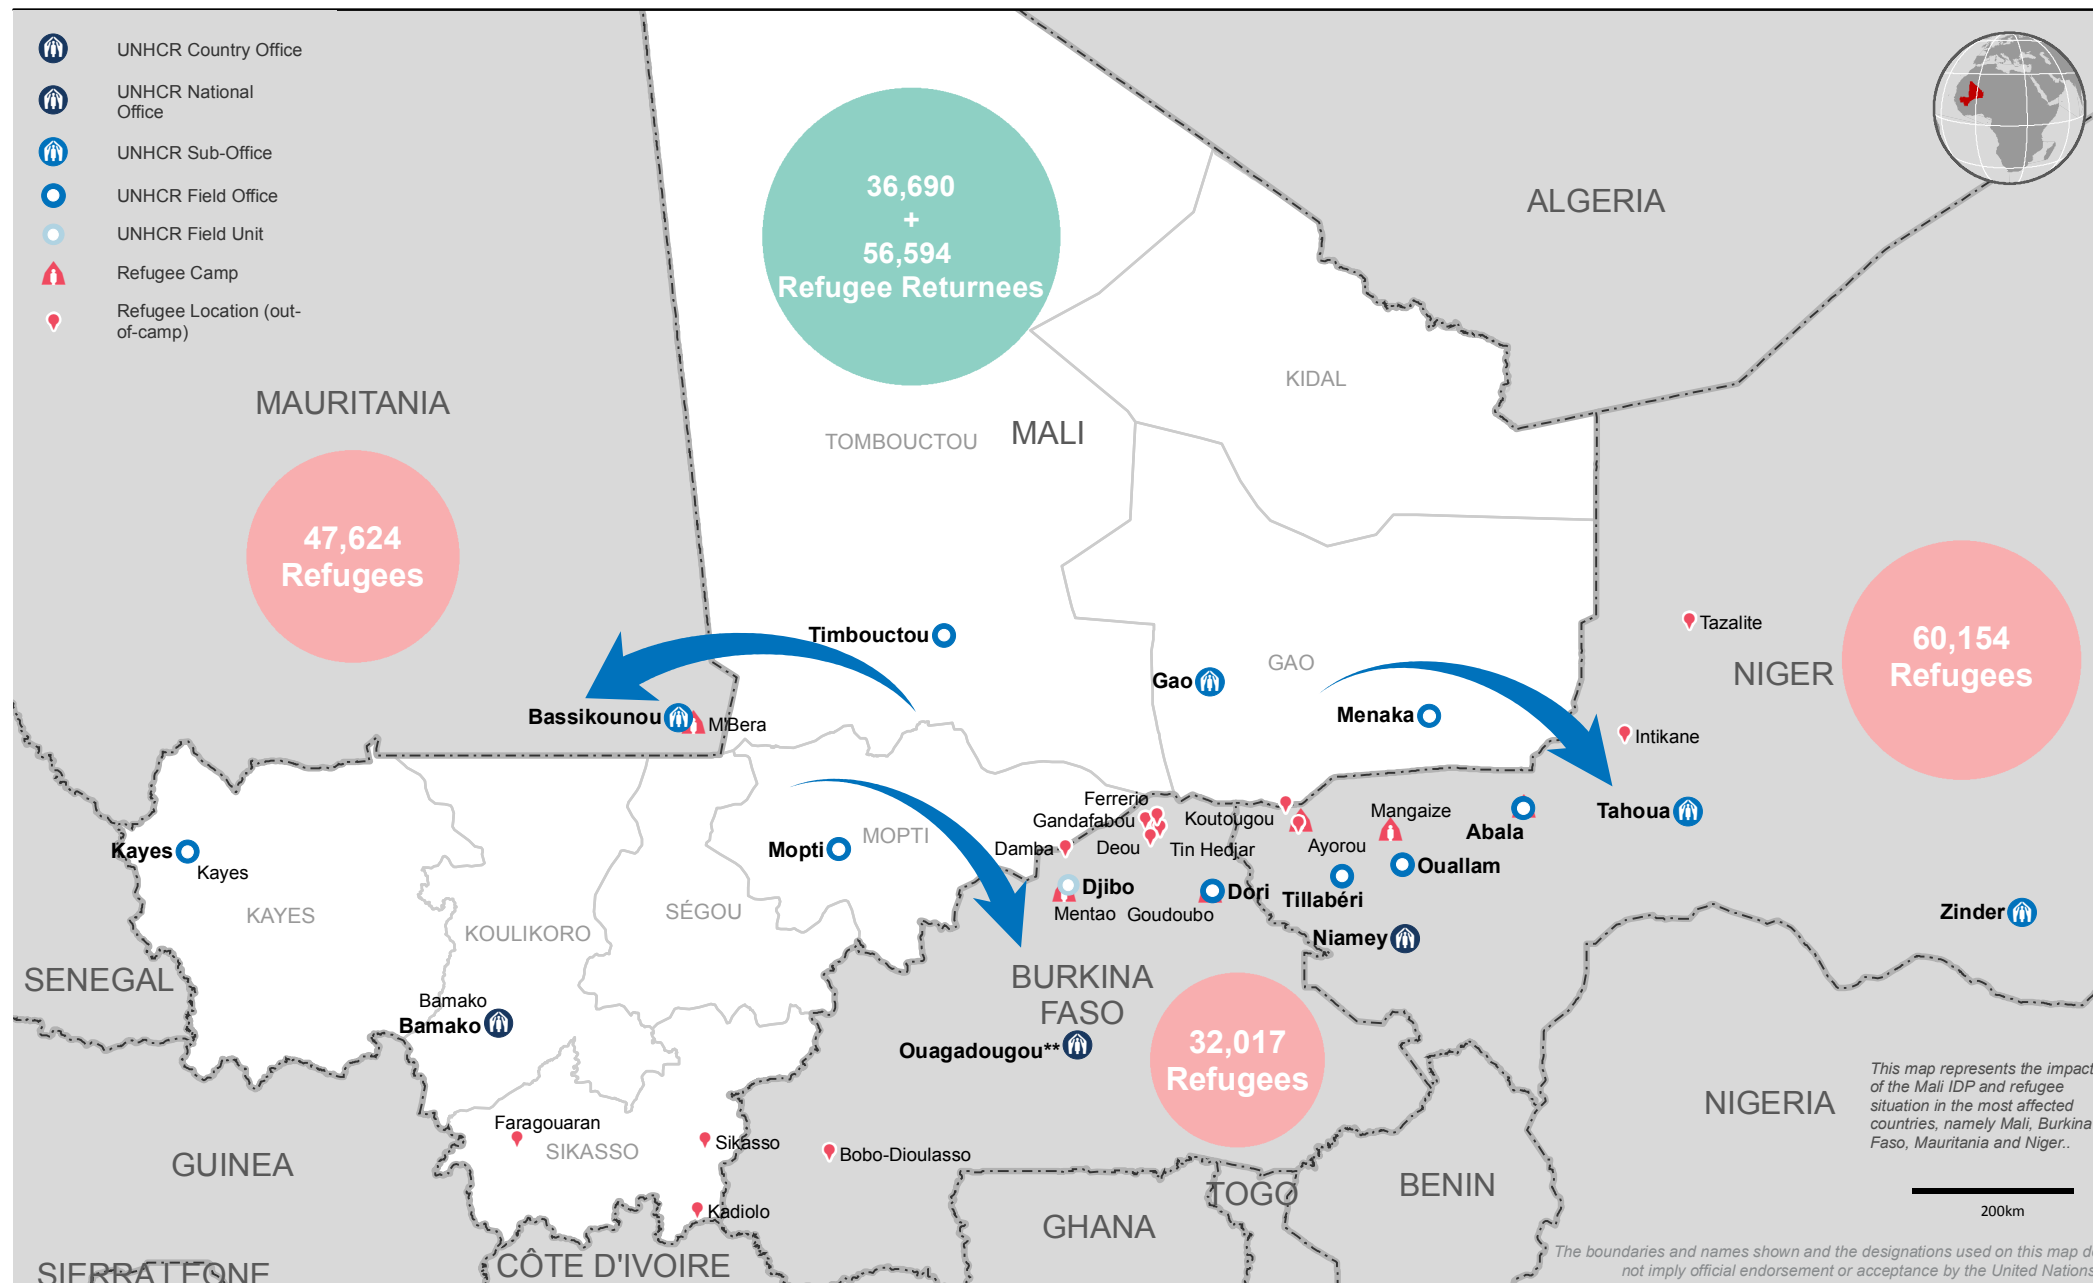 UNHCR Country Office
UNHCR National
Office
UNHCR Sub-Office
UNHCR Field Office
UNHCR Field Unit
Refugee Camp
Refugee Location (out-
of-camp)
36,690
+
56,594
Refugee Returnees
ALGERIA
KIDAL
MAURITANIA
TOMBOUCTOU
MALI
47,624
Refugees
Timbouctou
Gao
GAO
Menaka
Tazalite
NIGER
60,154
Refugees
Intikane
Bassikounou
M'Bera
Ferrerio
Gandafabou
Koutougou
Mangaize
Abala
Tahoua
Kayes
Kayes
KAYES
Mopti
MOPTI
Damba
Deou
Tin Hedjar
Ayorou
Ouallam
Djibo
Dori
Tillabéri
Mentao
Goudoubo
SÉGOU
KOULIKORO
Niamey
Zinder
SENEGAL
BURKINA
FASO
Bamako
Bamako
Ouagadougou**
32,017
Refugees
NIGERIA
This map represents the impact
of the Mali IDP and refugee
situation in the most affected
countries, namely Mali, Burkina
Faso, Mauritania and Niger..
Faragouaran
SIKASSO
Sikasso
Bobo-Dioulasso
GUINEA
Kadiolo
TOGO
BENIN
GHANA
200km
CÔTE D'IVOIRE
SIERRA LEONE
The boundaries and names shown and the designations used on this map do
not imply official endorsement or acceptance by the United Nations